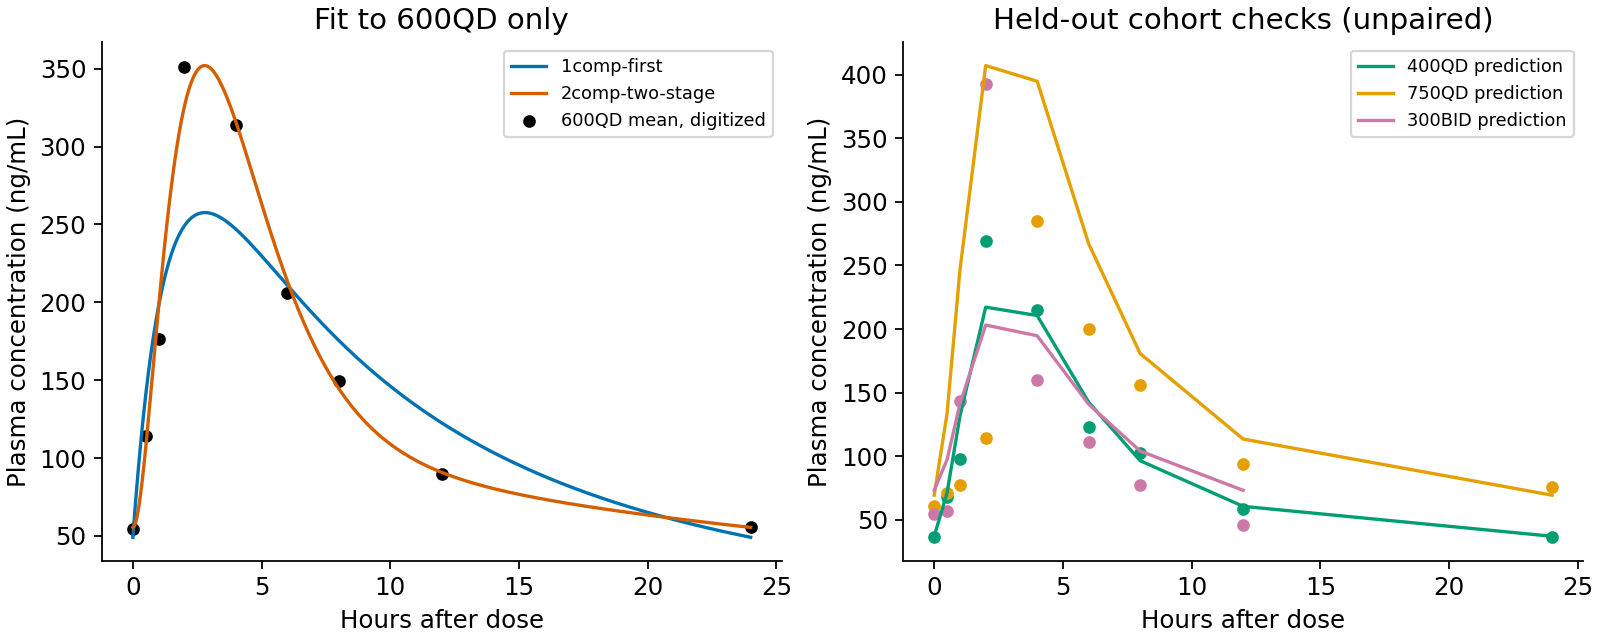 Fit to 600QD only
1comp-first
2comp-two-stage
600QD mean, digitized
Plasma concentration (ng/mL)
350
300
250
200
150
100
50
0
5
10
15
20
25
Hours after dose
Held-out cohort checks (unpaired)
400QD prediction
750QD prediction
300BID prediction
Plasma concentration (ng/mL)
400
350
300
250
200
150
100
50
0
5
10
15
20
25
Hours after dose